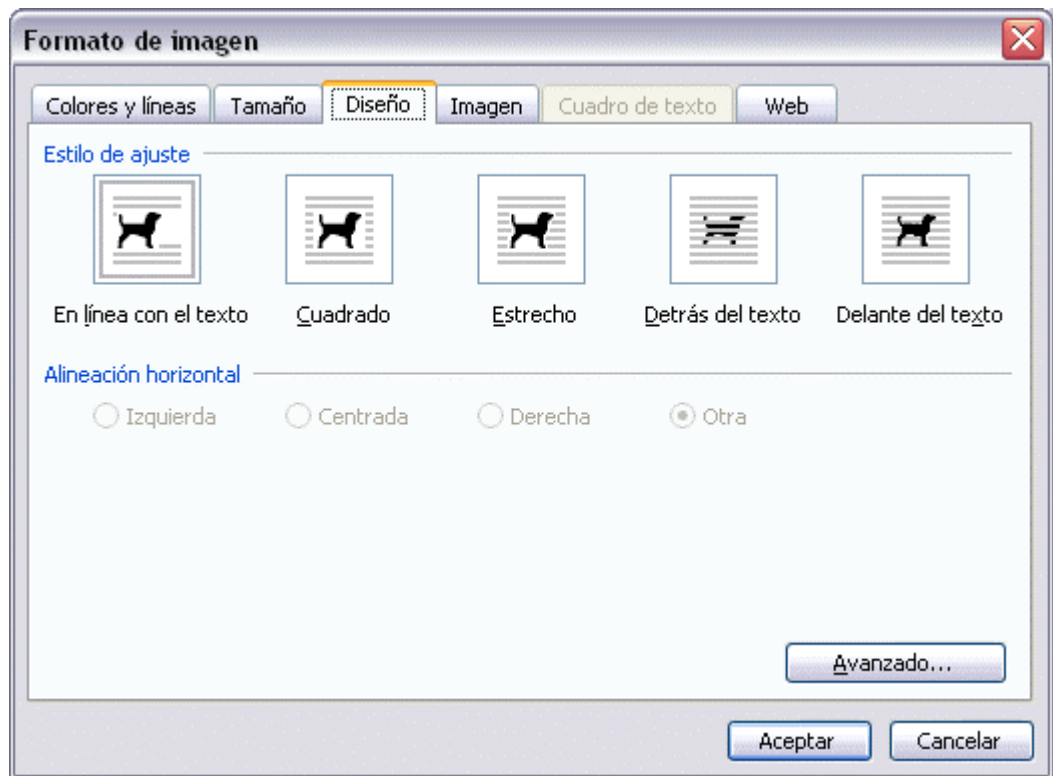 Formato de imagen
Colores y líneas Tamaño Diseño Imagen Cuadro de texto Web
Estilo de ajuste
En línea con el texto Cuadrado Estrecho Detrás del texto Delante del texto
Alineación horizontal
Izquierda Centrada Derecha Otra
Avanzado...
Aceptar Cancelar